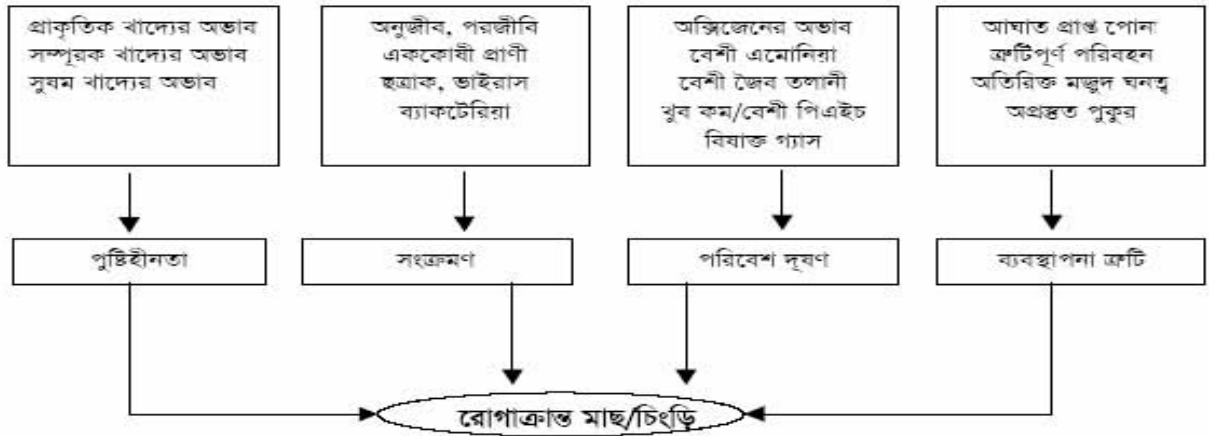 প্রাকৃতিক খাদ্যের অভাব
সম্পূরক খাদ্যের অভাব
সুষম খাদ্যের অভাব
অনুজীব, পরজীবি
এককোষী প্রাণী
ছত্রাক, ভাইরাস
ব্যাকটেরিয়া
অক্সিজেনের অভাব
বেশী এমোনিয়া
বেশী জৈব তলানী
খুব কম/বেশী পিএইচ
বিষাক্ত গ্যাস
আঘাত প্রাপ্ত পোনা
ত্রুটিপূর্ণ পরিবহন
অতিরিক্ত মজুদ ঘনত্ব
অপ্রস্তুত পুকুর
পুষ্টিহীনতা
সংক্রমণ
পরিবেশ দূষণ
ব্যবস্থাপনা ত্রুটি
রোগাক্রান্ত মাছ/চিংড়ি